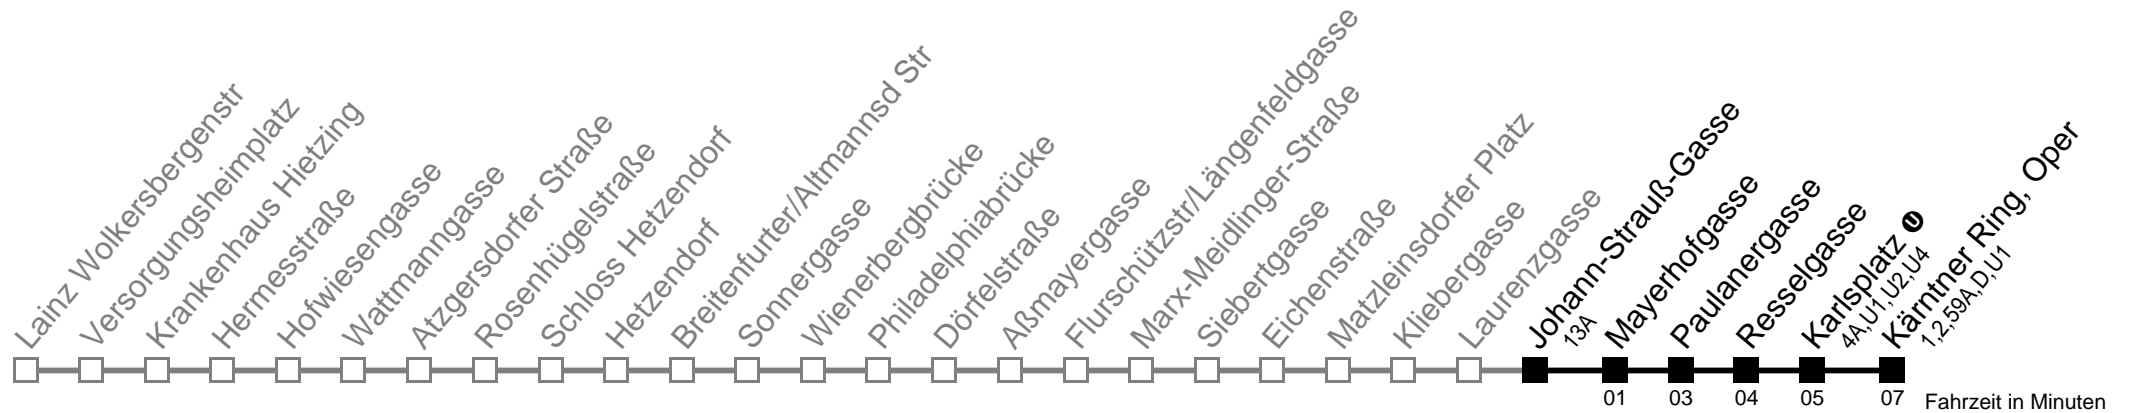 Lainz Wolkersbergenstr
Versorgungsheimplatz
Krankenhaus Hietzing
Hermesstraße
Hofwiesengasse
Wattmanngasse
Atzgersdorfer Straße
Rosenhügelstraße
Schloss Hetzendorf
Hetzendorf
Breitenfurter/Altmannsd Str
Sonnergasse
Wienerbergbrücke
Philadelphiabrücke
Dörfelstraße
Aßmayergasse
Flurschützstr/Längenfeldgasse
Marx-Meidlinger-Straße
Siebertgasse
Eichenstraße
Matzleinsdorfer Platz
Kliebergasse
Laurenzgasse
Johann-Strauß-Gasse
13A
Mayerhofgasse
Paulanergasse
Resselgasse
Karlsplatz U
4A,U1,U2,U4
Kärntner Ring, Oper
1,2,59A,D,U1
01 03 04 05 07 Fahrzeit in Minuten